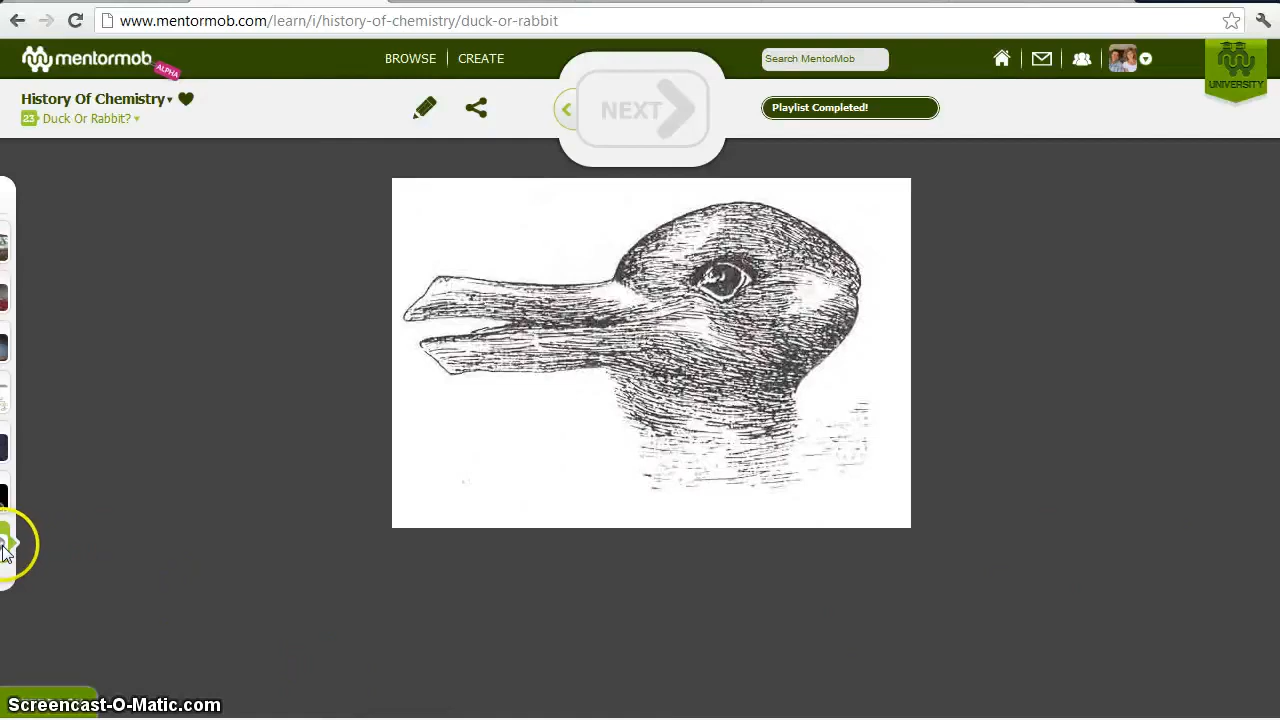 www.mentormob.com/learn/i/history-of-chemistry/duck-or-rabbit
mentormob
ALPHA
BROWSE
CREATE
Search MentorMob
UNIVERSITY
History Of Chemistry
23 Duck Or Rabbit?
NEXT
Playlist Completed!
Screencast-O-Matic.com